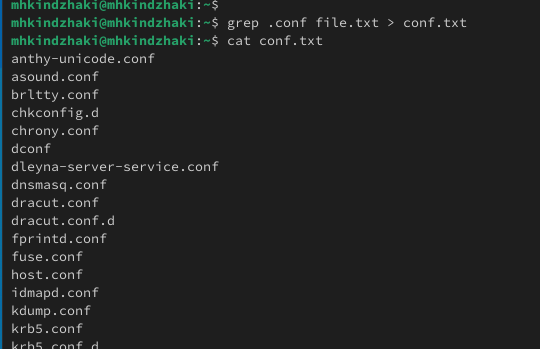 mhkindzhaki@mhkindzhaki:~$
mhkindzhaki@mhkindzhaki:~$ grep .conf file.txt > conf.txt
mhkindzhaki@mhkindzhaki:~$ cat conf.txt
anthy-unicode.conf
asound.conf
brltty.conf
chkconfig.d
chrony.conf
dconf
dleyna-server-service.conf
dnsmasq.conf
dracut.conf
dracut.conf.d
fprintd.conf
fuse.conf
host.conf
idmapd.conf
kdump.conf
krb5.conf
krb5.conf.d